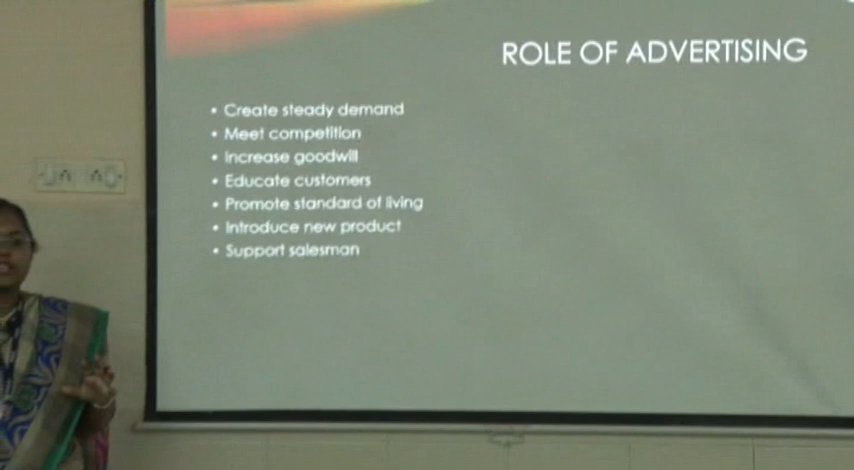 ROLE OF ADVERTISING
• Create steady demand
• Meet competition
• Increase goodwill
• Educate customers
• Promote standard of living
• Introduce new product
• Support salesman